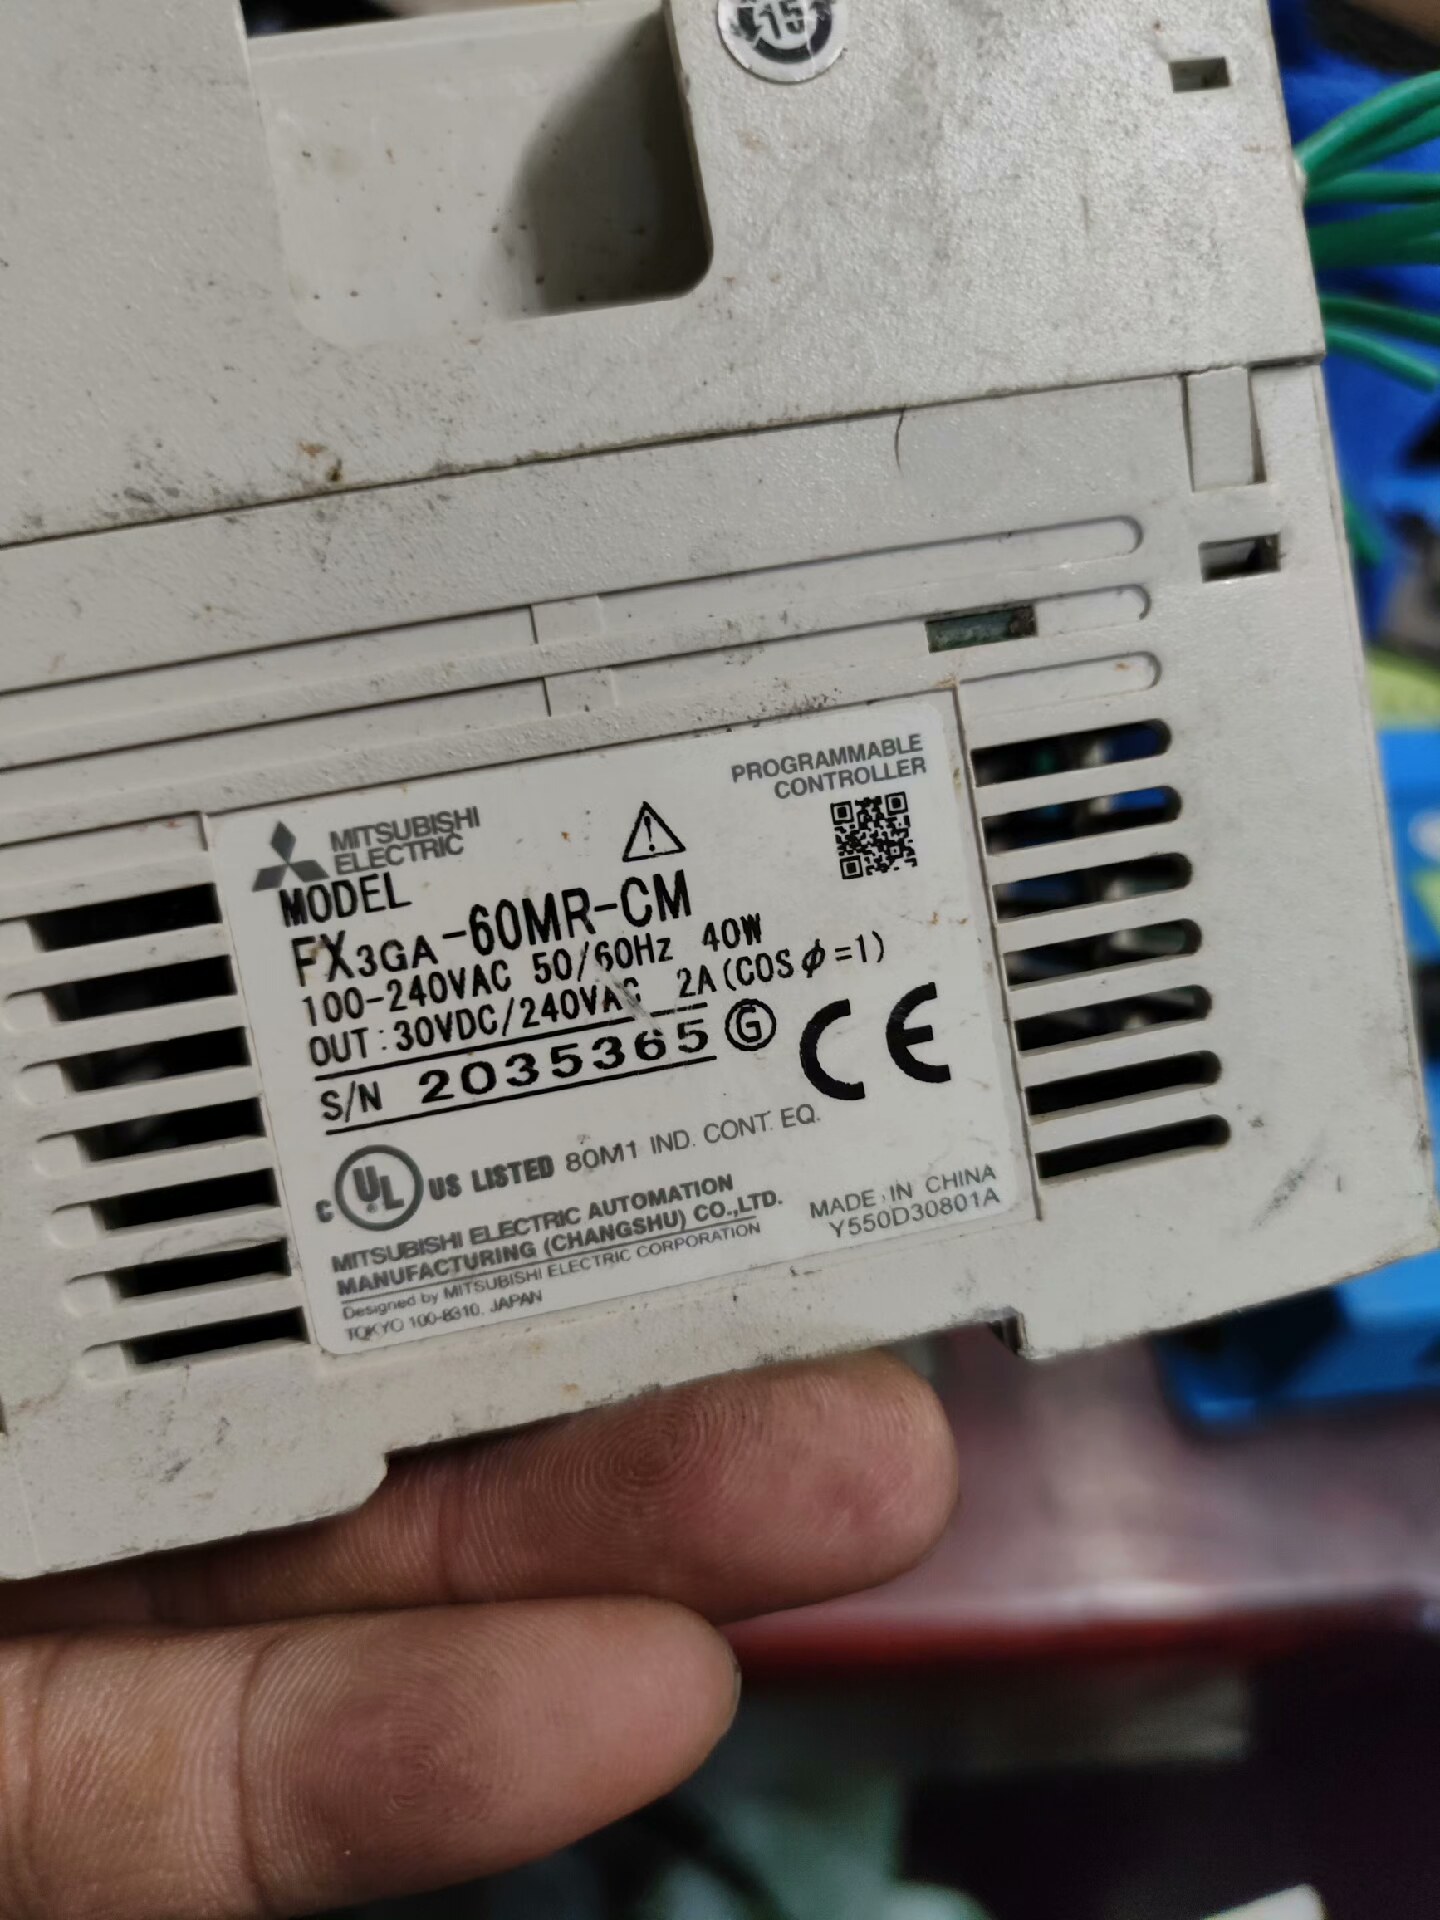 15
MITSUBISHI
ELECTRIC
PROGRAMMABLE
CONTROLLER
MODEL
FX3GA-60MR-CM
100-240VAC 50/60Hz 40W
OUT:30VDC/240VAC 2A(COSφ=1)
S/N 2035365 G
CE
C UL US LISTED 80M1 IND. CONT. EQ.
MITSUBISHI ELECTRIC AUTOMATION
MANUFACTURING (CHANGSHU) CO.,LTD.
Designed by MITSUBISHI ELECTRIC CORPORATION
TOKYO 100-8310, JAPAN
MADE IN CHINA
Y550D30801A